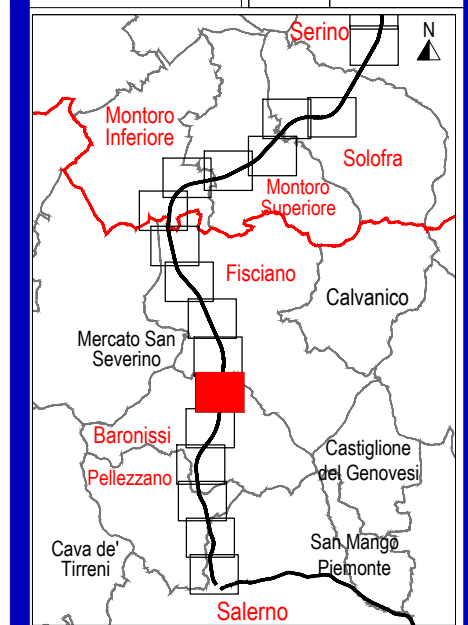 Serino
N
Montoro
Inferiore
Solofra
Montoro
Superiore
Fisciano
Calvanico
Mercato San
Severino
Baronissi
Castiglione
del Genovesi
Pellezzano
Cava de'
Tirreni
San Mango
Piemonte
Salerno